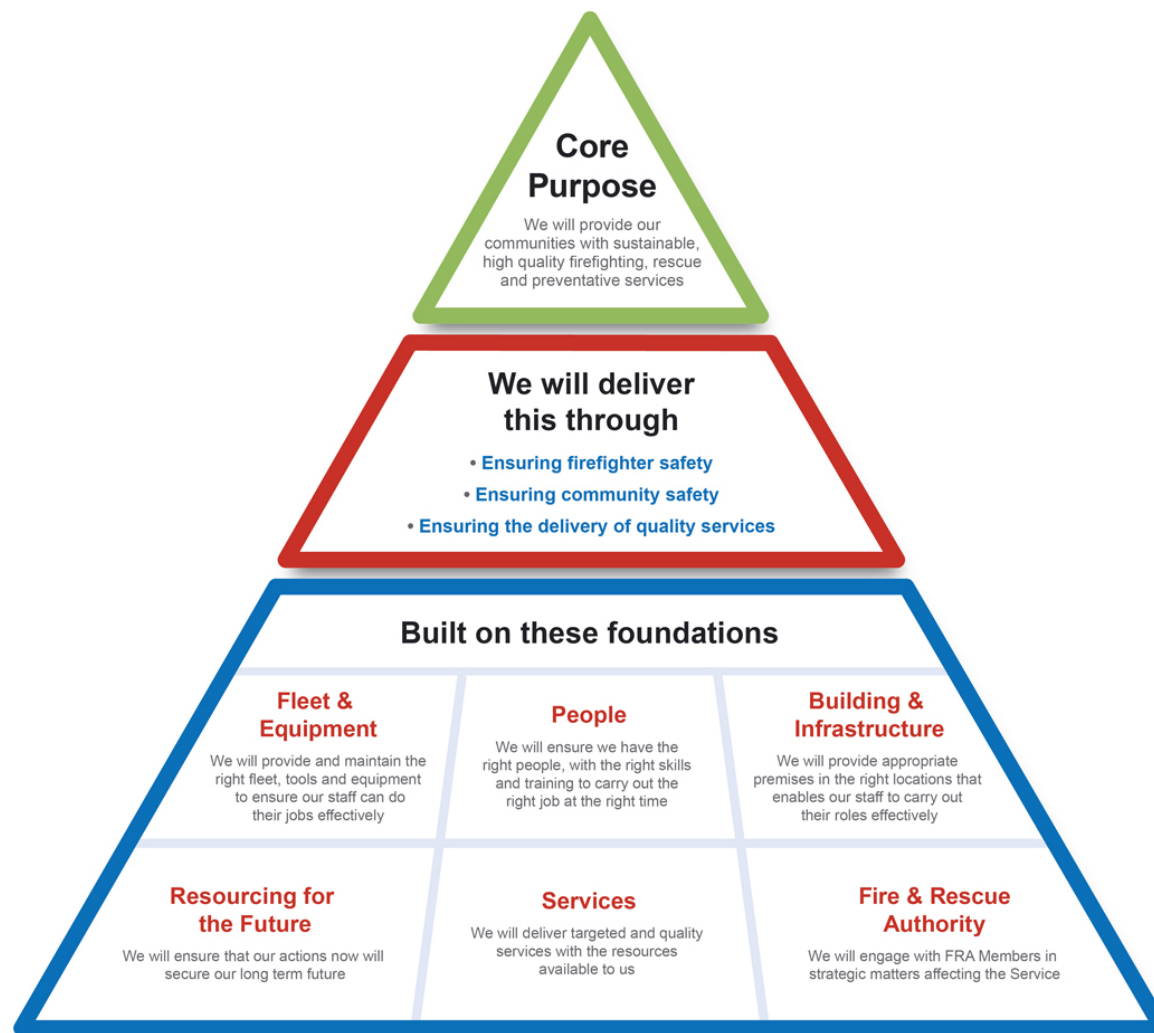 Core
Purpose
We will provide our
communities with sustainable,
high quality firefighting, rescue
and preventative services
We will deliver
this through
• Ensuring firefighter safety
• Ensuring community safety
• Ensuring the delivery of quality services
Built on these foundations
Fleet &
Equipment
We will provide and maintain the
right fleet, tools and equipment
to ensure our staff can do
their jobs effectively
People
We will ensure we have the
right people, with the right skills
and training to carry out the
right job at the right time
Building &
Infrastructure
We will provide appropriate
premises in the right locations that
enables our staff to carry out
their roles effectively
Resourcing for
the Future
We will ensure that our actions now will
secure our long term future
Services
We will deliver targeted and quality
services with the resources
available to us
Fire & Rescue
Authority
We will engage with FRA Members in
strategic matters affecting the Service